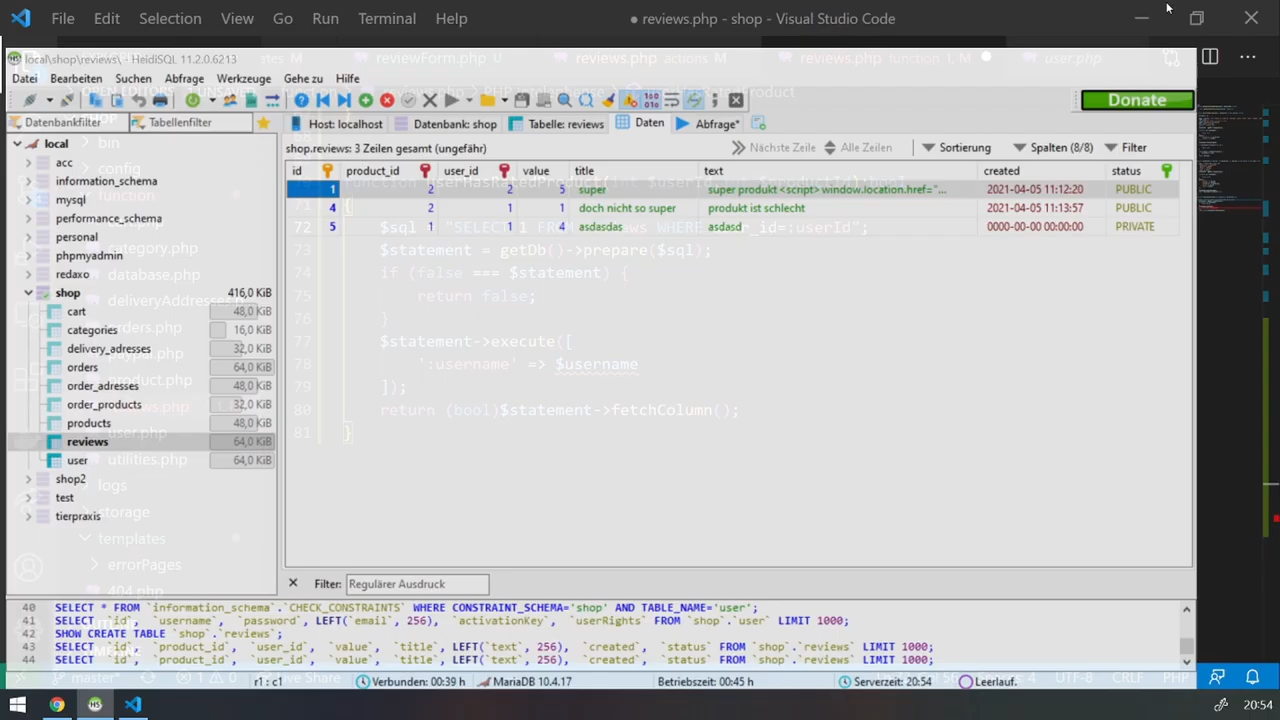 File Edit Selection View Go Run Terminal Help
● reviews.php - shop - Visual Studio Code
local\shop\reviews\ - HeidiSQL 11.2.0.6213
reviewForm.php U
reviews.php actions M
reviews.php function
user.php
Datei Bearbeiten Suchen Abfrage Werkzeuge Gehe zu Hilfe
Donate
Datenbankfilter Tabellenfilter
Host: localhost Datenbank: shop Tabelle: reviews Daten Abfrage*
shop.reviews: 3 Zeilen gesamt (ungefähr)
Nächste Zeile Alle Zeilen Sortierung Spalten (8/8) Filter
id product_id user_id value title text created status
1 2 2 5 super super produkt <script> window.location.href="... 2021-04-05 11:12:20 PUBLIC
4 2 1 1 doch nicht so super produkt ist schlecht 2021-04-05 11:13:57 PUBLIC
5 1 1 4 asdasdas asdasd 0000-00-00 00:00:00 PRIVATE
local
acc
information_schema
mysql
performance_schema
personal
phpmyadmin
redaxo
shop 416,0 KiB
cart 48,0 KiB
categories 16,0 KiB
delivery_adresses 32,0 KiB
orders 64,0 KiB
order_adresses 48,0 KiB
order_products 32,0 KiB
products 48,0 KiB
reviews 64,0 KiB
user 64,0 KiB
shop2
test
tierpraxis
bin
config
function
category.php
database.php
deliveryAddresses
orders.php
paypal.php
product.php
user.php
utilities.php
logs
storage
templates
errorPages
404.php
72 $sql
73 $statement = getDb()->prepare($sql);
74 if (false === $statement) {
75 return false;
76 }
77 $statement->execute([
78 ':username' => $username
79 ]);
80 return (bool)$statement->fetchColumn();
81 }
Filter: Regulärer Ausdruck
40 SELECT * FROM `information_schema`.`CHECK_CONSTRAINTS` WHERE CONSTRAINT_SCHEMA='shop' AND TABLE_NAME='user';
41 SELECT `id`, `username`, `password`, LEFT(`email`, 256), `activationKey`, `userRights` FROM `shop`.`user` LIMIT 1000;
42 SHOW CREATE TABLE `shop`.`reviews`;
43 SELECT `id`, `product_id`, `user_id`, `value`, `title`, LEFT(`text`, 256), `created`, `status` FROM `shop`.`reviews` LIMIT 1000;
44 SELECT `id`, `product_id`, `user_id`, `value`, `title`, LEFT(`text`, 256), `created`, `status` FROM `shop`.`reviews` LIMIT 1000;
r1 : c1 Verbunden: 00:39 h MariaDB 10.4.17 Betriebszeit: 00:45 h Serverzeit: 20:54 Leerlauf.
master* Live Share UTF-8 CRLF PHP
20:54